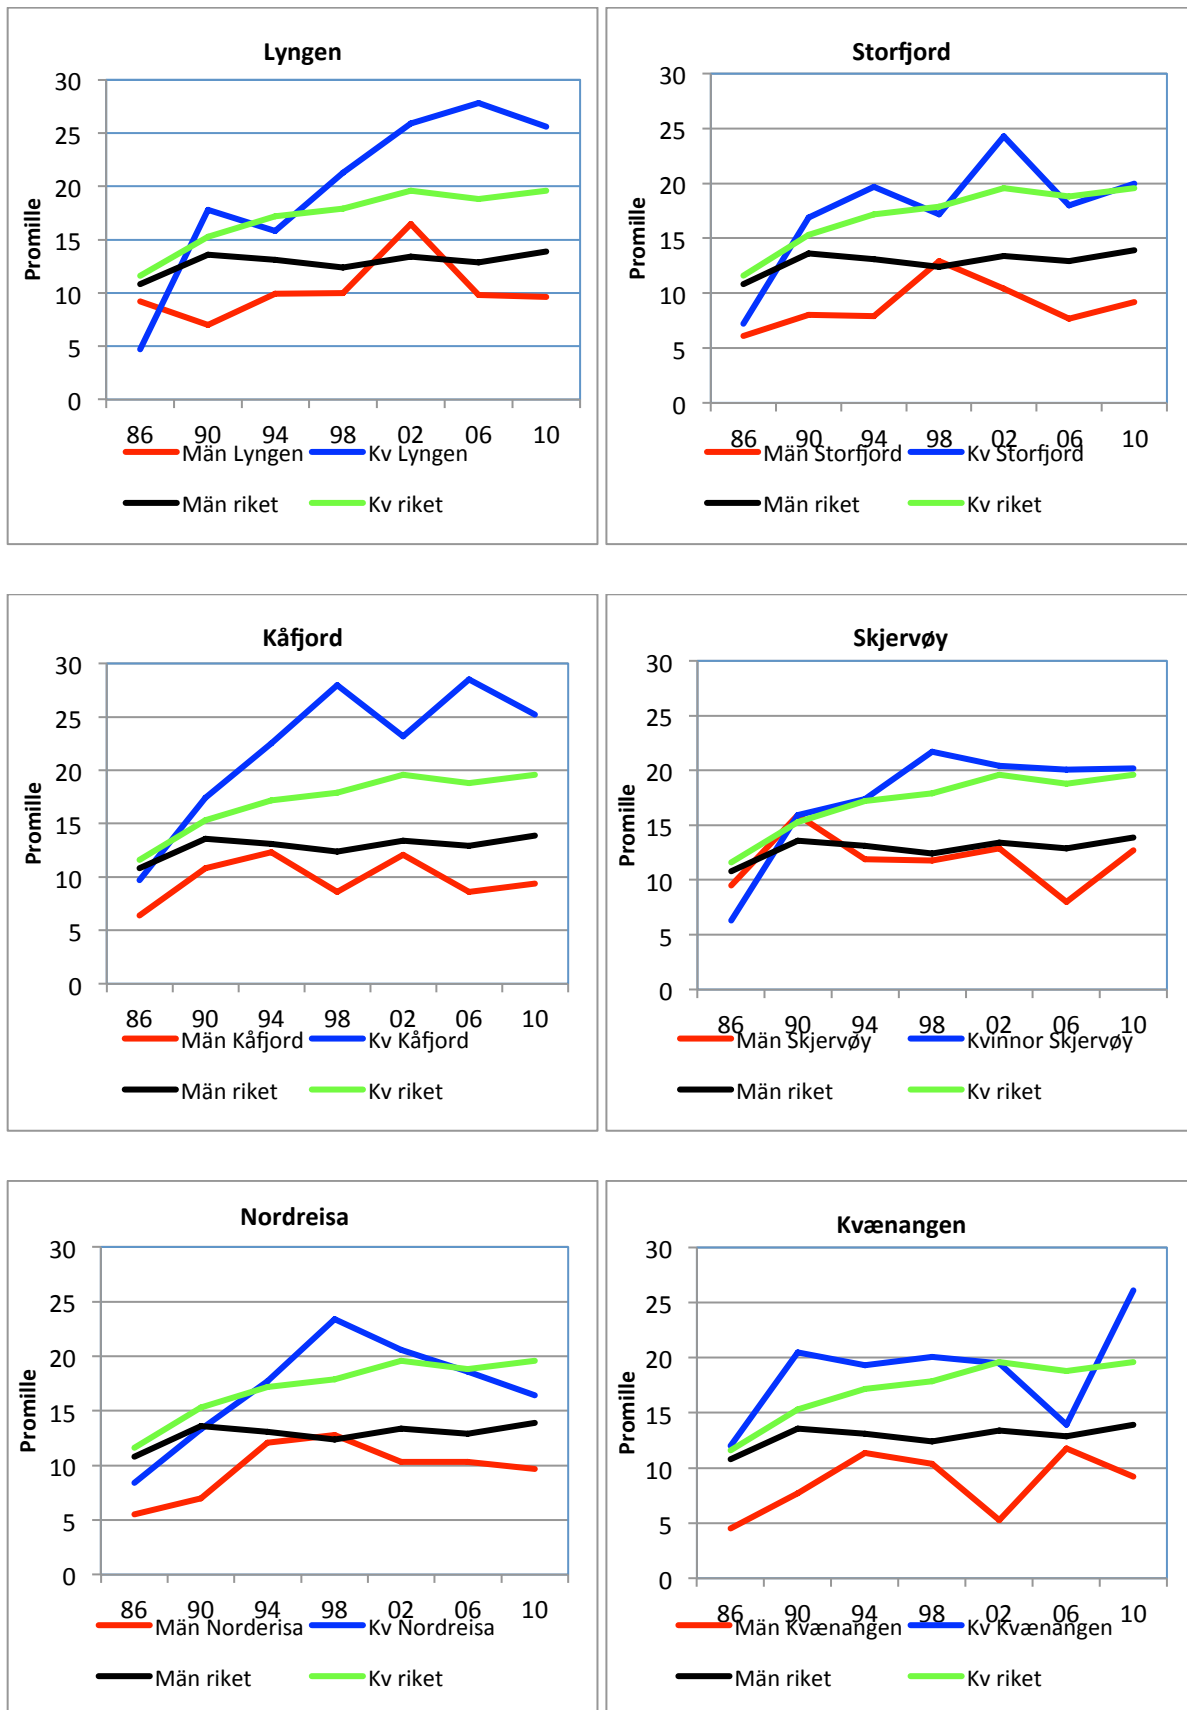 Lyngen
Promille
30
25
20
15
10
5
0
86 90 94 98 02 06 10
Män Lyngen Kv Lyngen
Män riket Kv riket
Storfjord
Promille
30
25
20
15
10
5
0
86 90 94 98 02 06 10
Män Storfjord Kv Storfjord
Män riket Kv riket
Kåfjord
Promille
30
25
20
15
10
5
0
86 90 94 98 02 06 10
Män Kåfjord Kv Kåfjord
Män riket Kv riket
Skjervøy
Promille
30
25
20
15
10
5
0
86 90 94 98 02 06 10
Män Skjervøy Kvinnor Skjervøy
Män riket Kv riket
Nordreisa
Promille
30
25
20
15
10
5
0
86 90 94 98 02 06 10
Män Norderisa Kv Nordreisa
Män riket Kv riket
Kvænangen
Promille
30
25
20
15
10
5
0
86 90 94 98 02 06 10
Män Kvænangen Kv Kvænangen
Män riket Kv riket